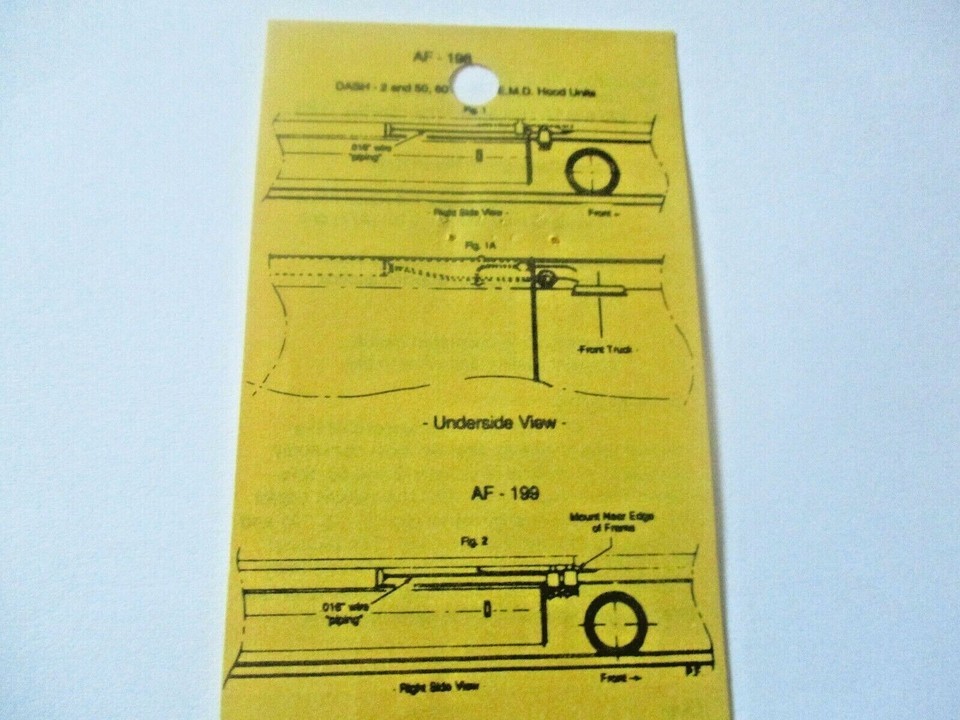 AF - 198
DASH - 2 and 50, 60 E.M.D. Hood Units
Fig. 1
.016" wire
"piping"
- Right Side View -
Front
Fig. 1A
Front Truck
- Underside View -
AF - 199
Mount Near Edge
of Frame
Fig. 2
.016" wire
"piping"
- Right Side View
Front →